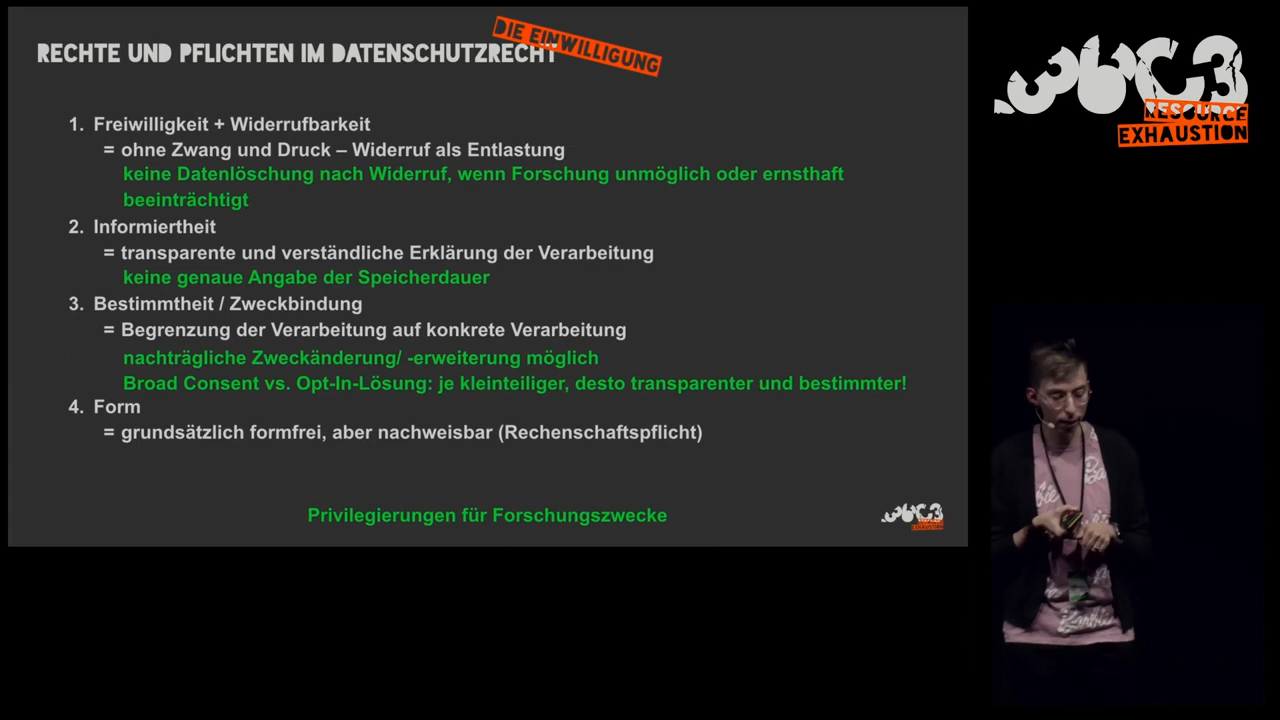 RECHTE UND PFLICHTEN IM DATENSCHUTZRECHT
DIE EINWILLIGUNG
1. Freiwilligkeit + Widerrufbarkeit
= ohne Zwang und Druck – Widerruf als Entlastung
keine Datenlöschung nach Widerruf, wenn Forschung unmöglich oder ernsthaft
beeinträchtigt
2. Informiertheit
= transparente und verständliche Erklärung der Verarbeitung
keine genaue Angabe der Speicherdauer
3. Bestimmtheit / Zweckbindung
= Begrenzung der Verarbeitung auf konkrete Verarbeitung
nachträgliche Zweckänderung/ -erweiterung möglich
Broad Consent vs. Opt-In-Lösung: je kleinteiliger, desto transparenter und bestimmter!
4. Form
= grundsätzlich formfrei, aber nachweisbar (Rechenschaftspflicht)
Privilegierungen für Forschungszwecke
36C3
36C3
RESOURCE
EXHAUSTION